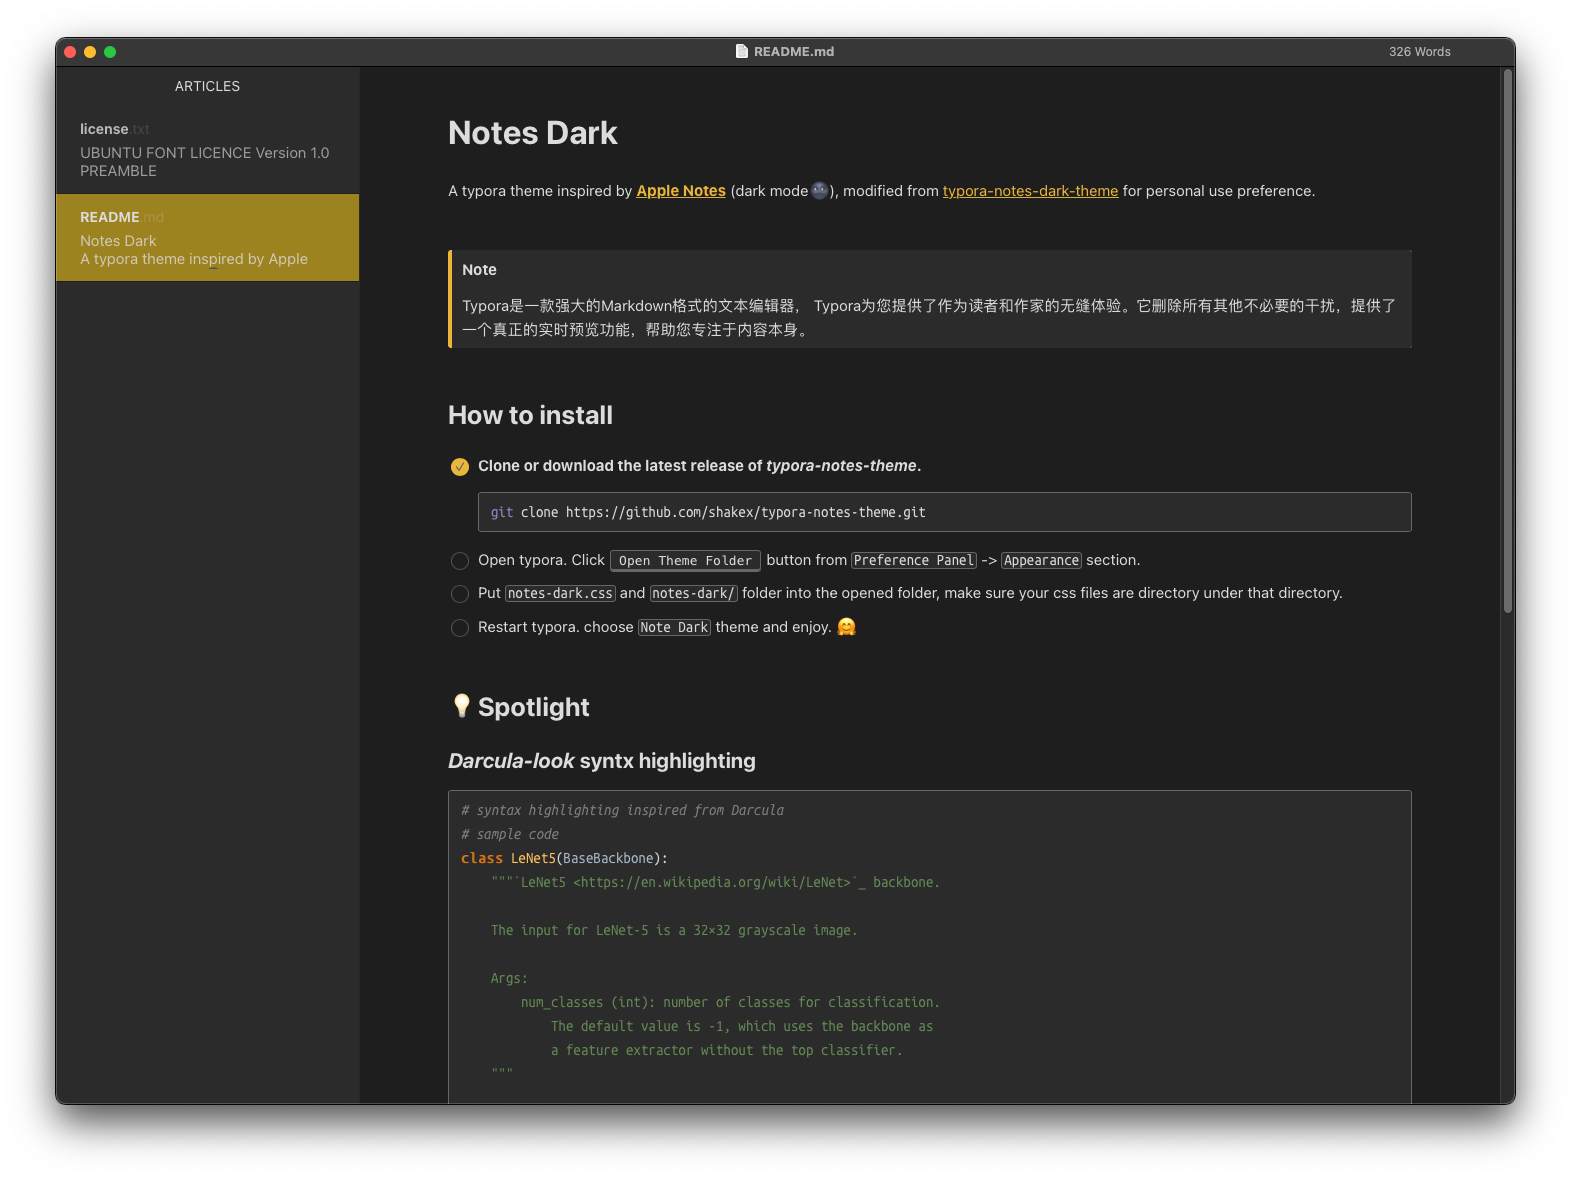 README.md
326 Words
ARTICLES
license.txt
UBUNTU FONT LICENCE Version 1.0
PREAMBLE
README.md
Notes Dark
A typora theme inspired by Apple
Notes Dark
A typora theme inspired by Apple Notes (dark mode🌚), modified from typora-notes-dark-theme for personal use preference.
Note
Typora是一款强大的Markdown格式的文本编辑器， Typora为您提供了作为读者和作家的无缝体验。它删除所有其他不必要的干扰，提供了
一个真正的实时预览功能，帮助您专注于内容本身。
How to install
Clone or download the latest release of typora-notes-theme.
git clone https://github.com/shakex/typora-notes-theme.git
Open typora. Click Open Theme Folder button from Preference Panel -> Appearance section.
Put notes-dark.css and notes-dark/ folder into the opened folder, make sure your css files are directory under that directory.
Restart typora. choose Note Dark theme and enjoy. 🤗
💡Spotlight
Darcula-look syntx highlighting
# syntax highlighting inspired from Darcula
# sample code
class LeNet5(BaseBackbone):
"""`LeNet5 <https://en.wikipedia.org/wiki/LeNet>`_ backbone.
The input for LeNet-5 is a 32×32 grayscale image.
Args:
num_classes (int): number of classes for classification.
The default value is -1, which uses the backbone as
a feature extractor without the top classifier.
"""